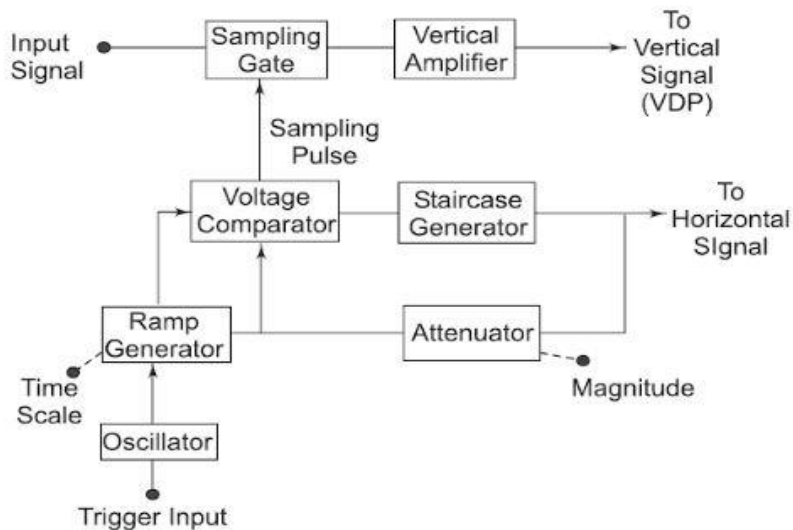 Input
Signal
Sampling
Gate
Vertical
Amplifier
To
Vertical
Signal
(VDP)
Sampling
Pulse
Voltage
Comparator
Staircase
Generator
To
Horizontal
SIgnal
Ramp
Generator
Attenuator
Time
Scale
Magnitude
Oscillator
Trigger Input